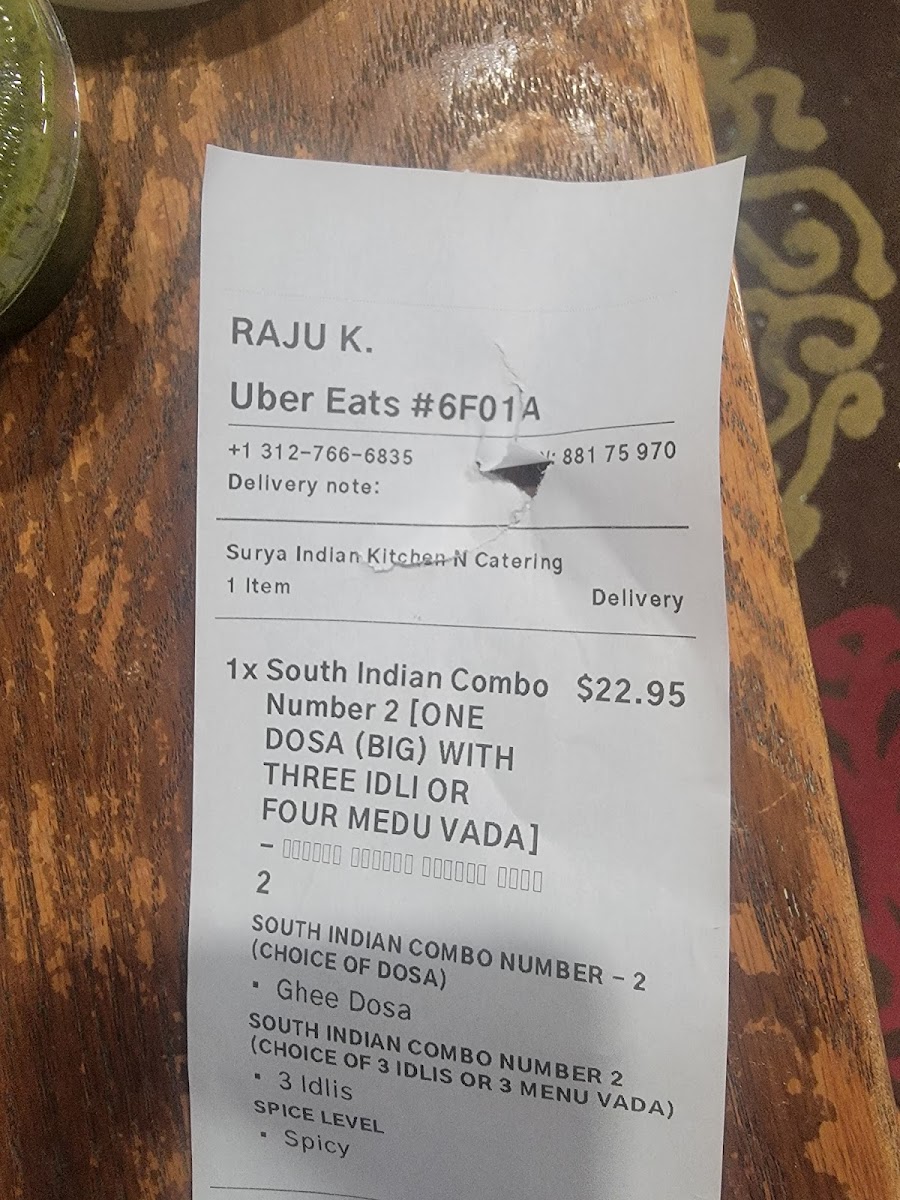 RAJU K.
Uber Eats #6F01A
+1 312-766-6835 : 881 75 970
Delivery note:
Surya Indian Kitchen N Catering
1 Item Delivery
1x South Indian Combo $22.95
Number 2 [ONE
DOSA (BIG) WITH
THREE IDLI OR
FOUR MEDU VADA]
–
2
SOUTH INDIAN COMBO NUMBER – 2
(CHOICE OF DOSA)
▪ Ghee Dosa
SOUTH INDIAN COMBO NUMBER 2
(CHOICE OF 3 IDLIS OR 3 MENU VADA)
▪ 3 Idlis
SPICE LEVEL
▪ Spicy